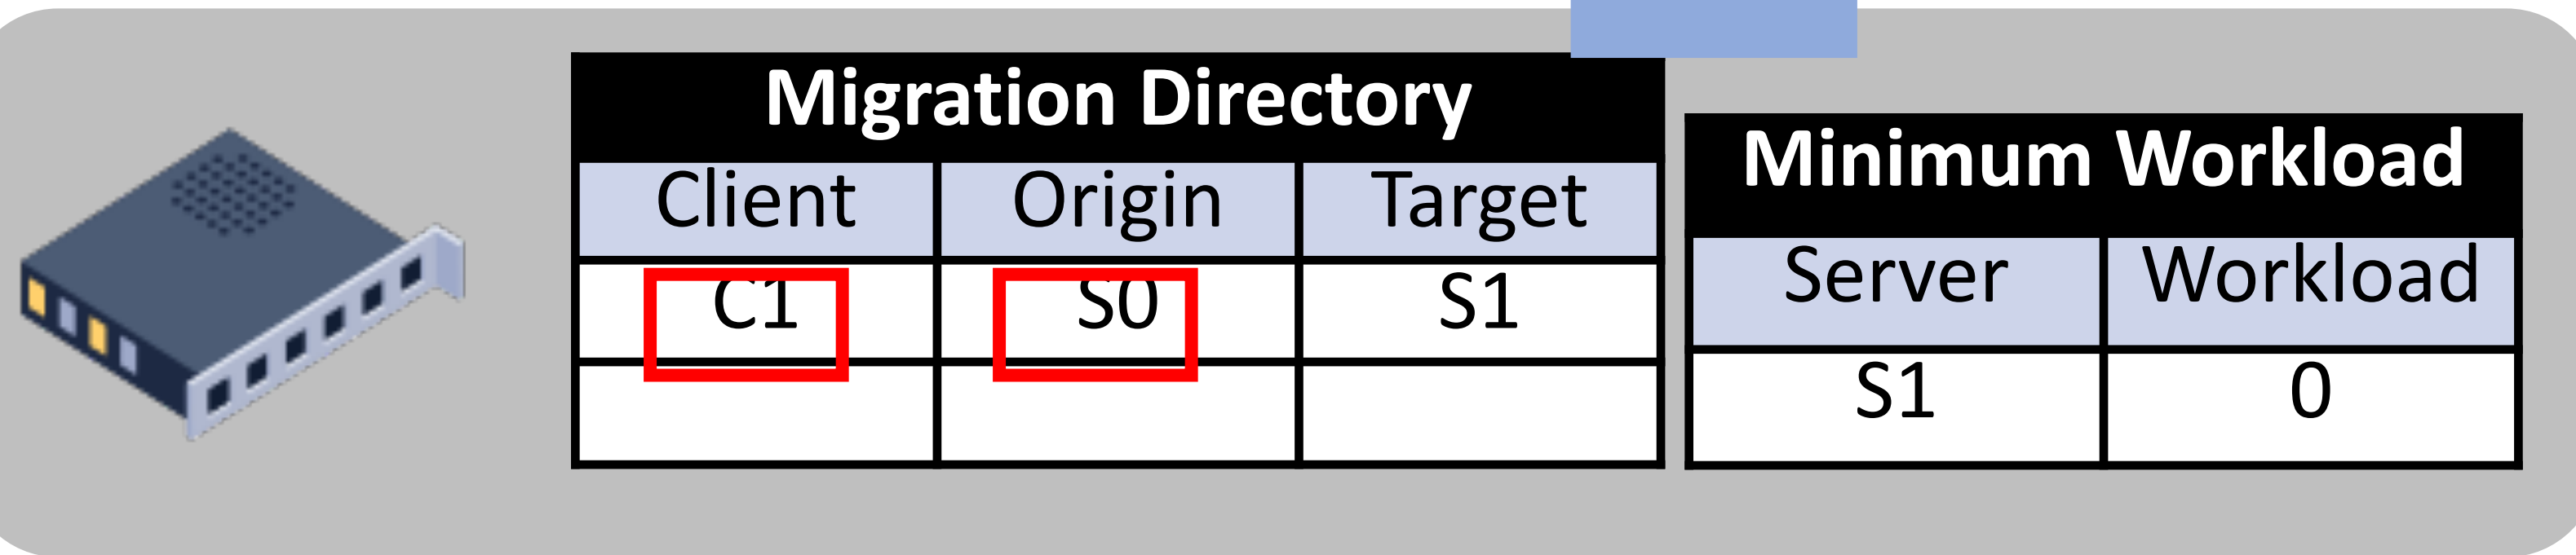 Migration Directory
Client Origin Target
C1 S0 S1
Minimum Workload
Server Workload
S1 0